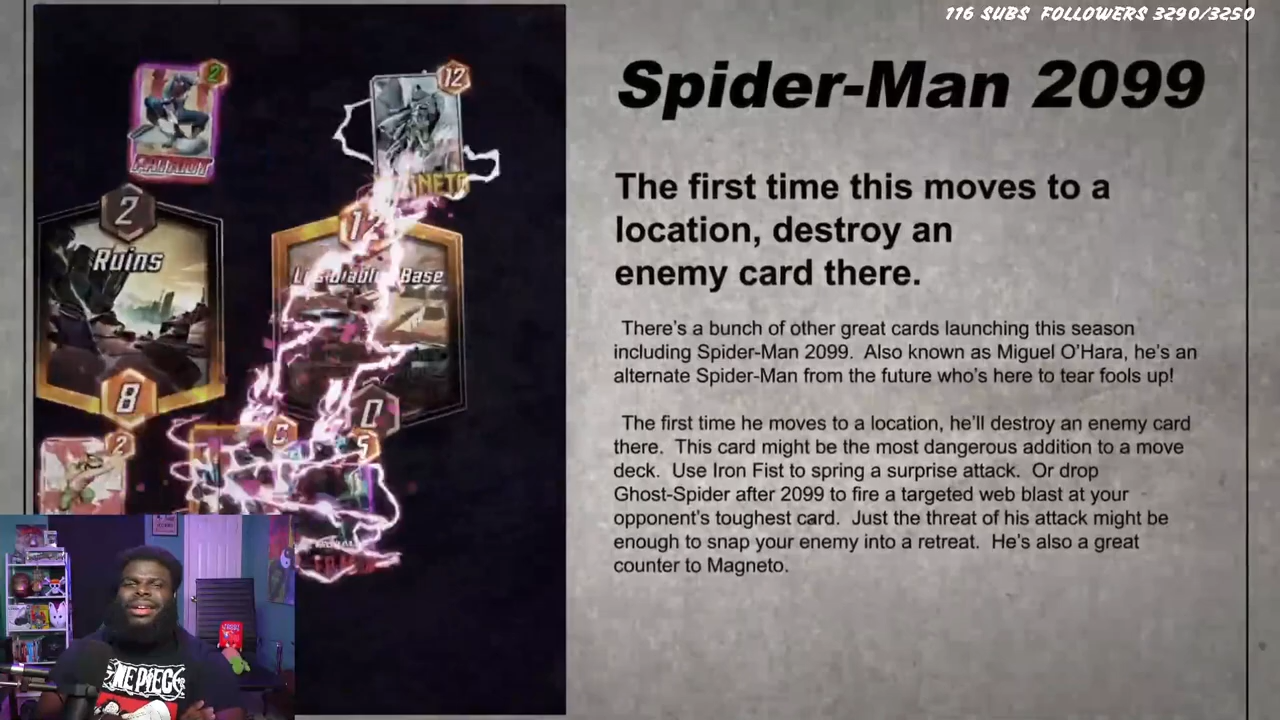 116 SUBS FOLLOWERS 3290/3250
Spider-Man 2099
The first time this moves to a
location, destroy an
enemy card there.
There's a bunch of other great cards launching this season
including Spider-Man 2099. Also known as Miguel O'Hara, he's an
alternate Spider-Man from the future who's here to tear fools up!
The first time he moves to a location, he'll destroy an enemy card
there. This card might be the most dangerous addition to a move
deck. Use Iron Fist to spring a surprise attack. Or drop
Ghost-Spider after 2099 to fire a targeted web blast at your
opponent's toughest card. Just the threat of his attack might be
enough to snap your enemy into a retreat. He's also a great
counter to Magneto.
2
12
2
12
Ruins
Base
8
0
2
5
ONE PIECE